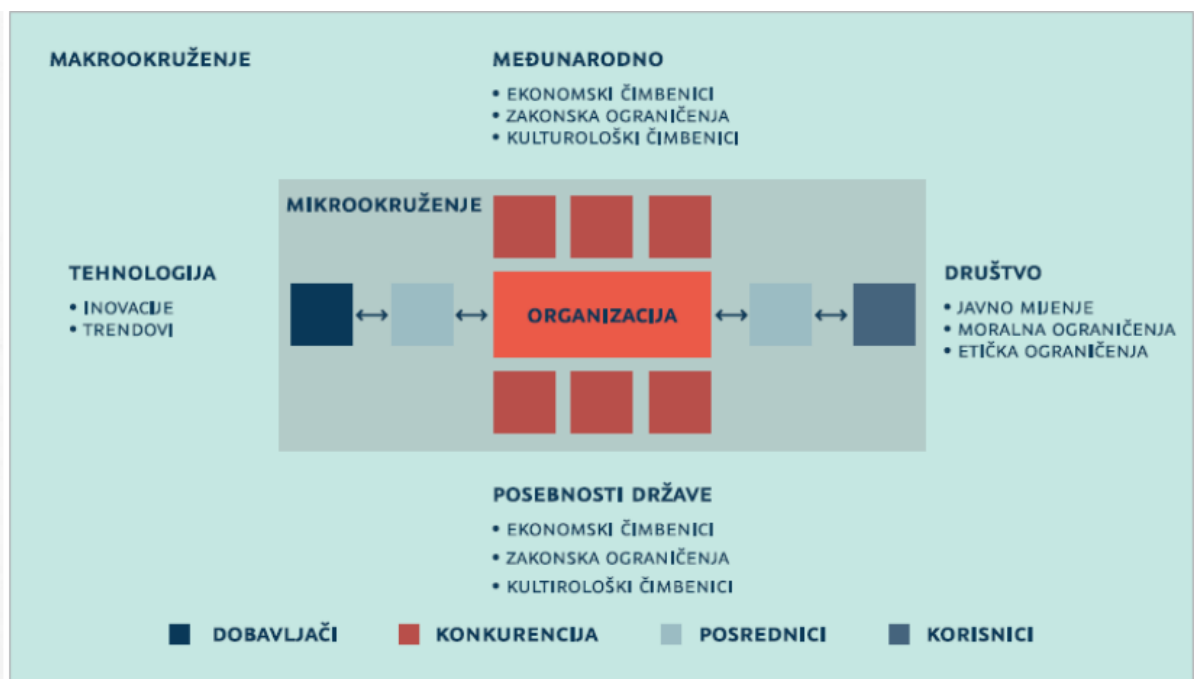 MAKROOKRUŽENJE
MEĐUNARODNO
• EKONOMSKI ČIMBENICI
• ZAKONSKA OGRANIČENJA
• KULTUROLOŠKI ČIMBENICI
MIKROOKRUŽENJE
TEHNOLOGIJA
• INOVACIJE
• TRENDOVI
ORGANIZACIJA
DRUŠTVO
• JAVNO MIJENJE
• MORALNA OGRANIČENJA
• ETIČKA OGRANIČENJA
POSEBNOSTI DRŽAVE
• EKONOMSKI ČIMBENICI
• ZAKONSKA OGRANIČENJA
• KULTIROLOŠKI ČIMBENICI
DOBAVLJAČI KONKURENCIJA POSREDNICI KORISNICI